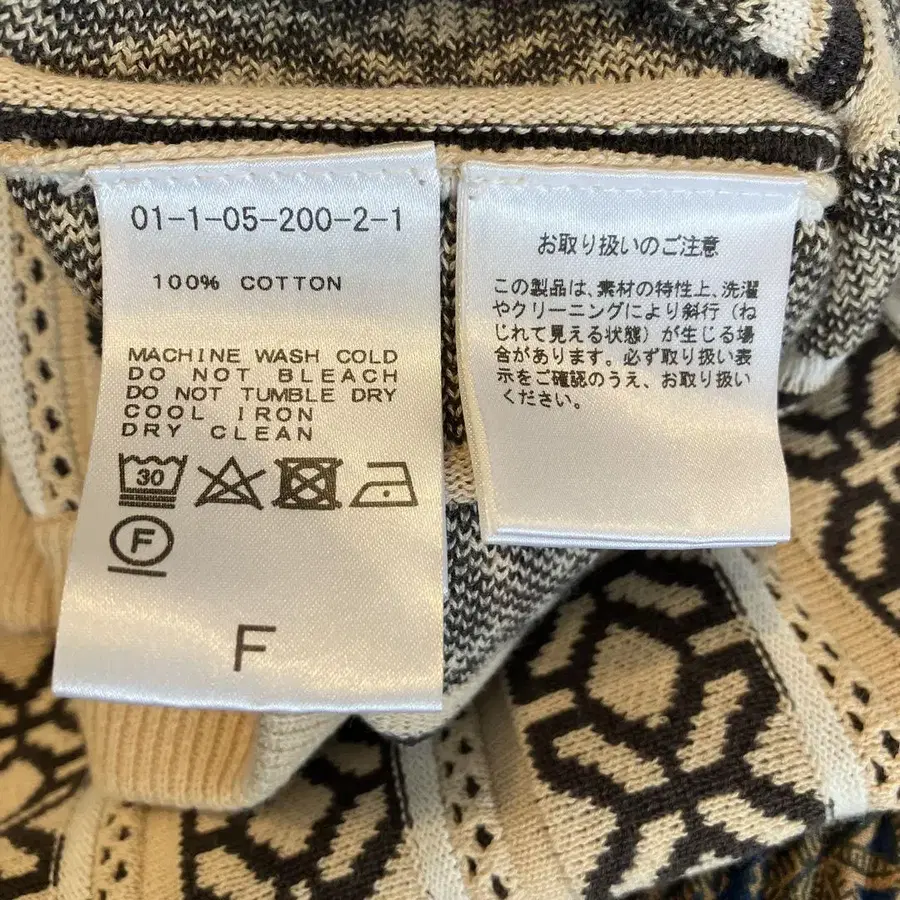 01-1-05-200-2-1
100% COTTON
MACHINE WASH COLD
DO NOT BLEACH
DO NOT TUMBLE DRY
COOL IRON
DRY CLEAN
30
F
F
お取り扱いのご注意
この製品は、素材の特性上、洗濯
やクリーニングにより斜行（ね
じれて見える状態）が生じる場
合があります。必ず取り扱い表
示をご確認のうえ、お取り扱い
ください。